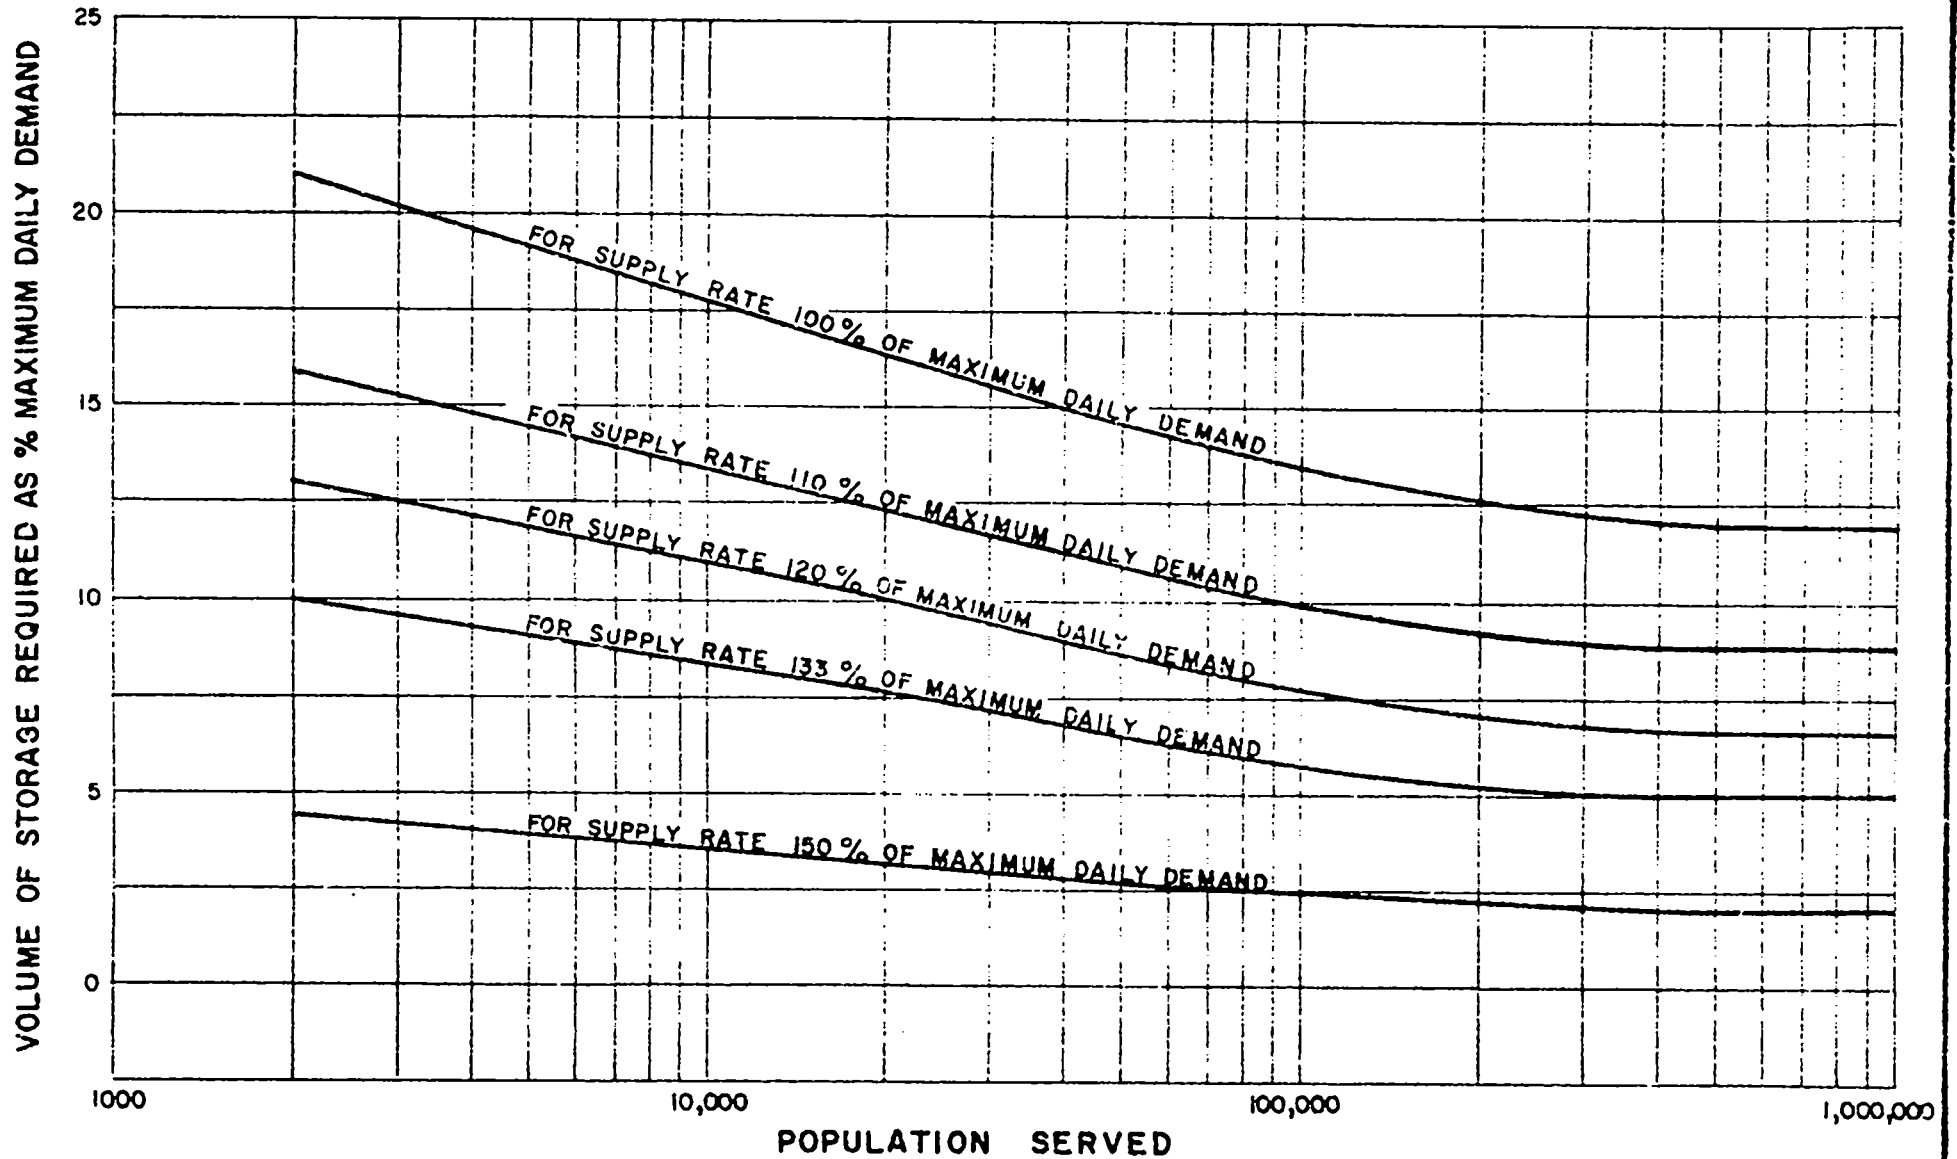 VOLUME OF STORAGE REQUIRED AS % MAXIMUM DAILY DEMAND
25
20
15
10
5
0
FOR SUPPLY RATE 100% OF MAXIMUM DAILY DEMAND
FOR SUPPLY RATE 110% OF MAXIMUM DAILY DEMAND
FOR SUPPLY RATE 120% OF MAXIMUM DAILY DEMAND
FOR SUPPLY RATE 133% OF MAXIMUM DAILY DEMAND
FOR SUPPLY RATE 150% OF MAXIMUM DAILY DEMAND
1000 10,000 100,000 1,000,000
POPULATION SERVED